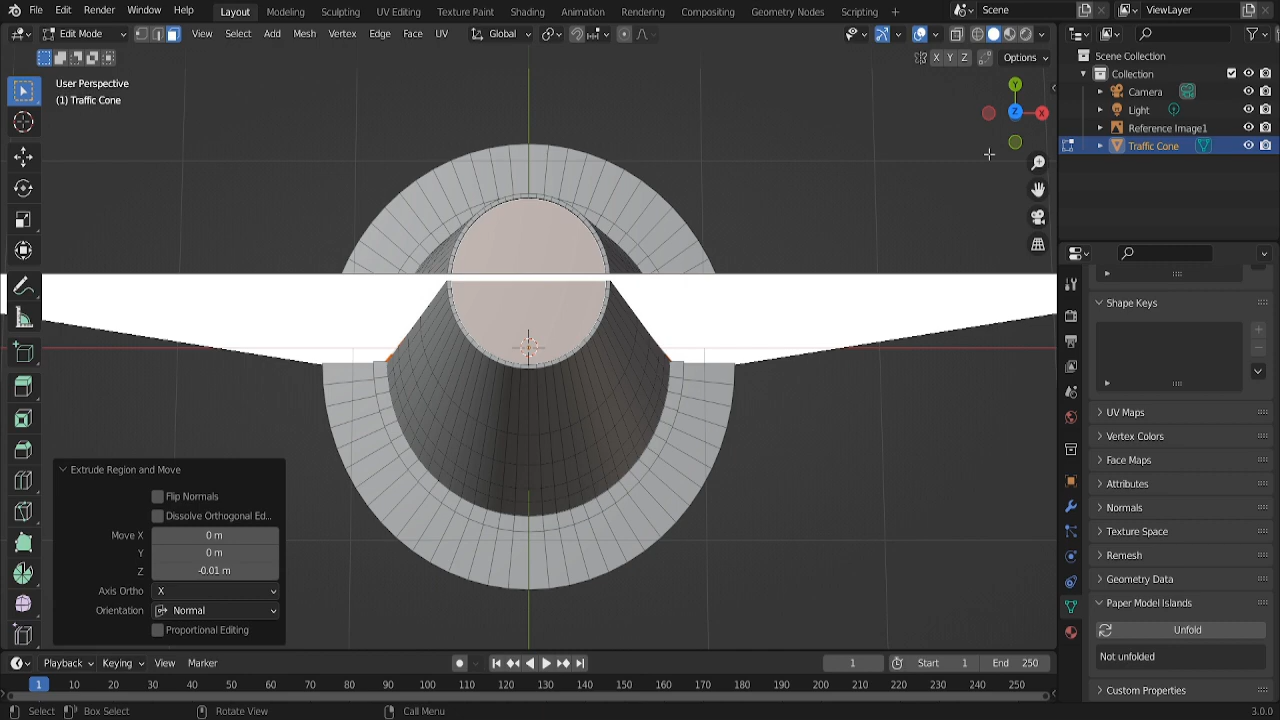 File Edit Render Window Help Layout Modeling Sculpting UV Editing Texture Paint Shading Animation Rendering Compositing Geometry Nodes Scripting Scene ViewLayer
Edit Mode View Select Add Mesh Vertex Edge Face UV Global
X Y Z Options
User Perspective
(1) Traffic Cone
Y
Z X
Scene Collection
Collection
Camera
Light
Reference Image1
Traffic Cone
Shape Keys
UV Maps
Vertex Colors
Face Maps
Attributes
Normals
Texture Space
Remesh
Geometry Data
Paper Model Islands
Unfold
Not unfolded
Custom Properties
Extrude Region and Move
Flip Normals
Dissolve Orthogonal Ed...
Move X 0 m
Y 0 m
Z -0.01 m
Axis Ortho X
Orientation Normal
Proportional Editing
Playback Keying View Marker 1 Start 1 End 250
1 10 20 30 40 50 60 70 80 90 100 110 120 130 140 150 160 170 180 190 200 210 220 230 240 250
Select Box Select Rotate View Call Menu 3.0.0